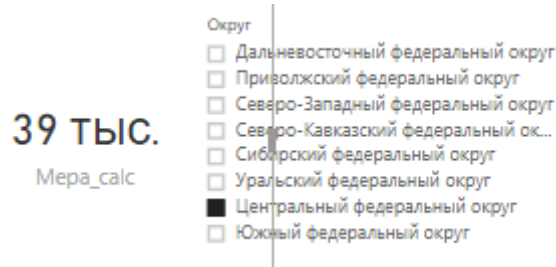 Округ
Дальневосточный федеральный округ
Приволжский федеральный округ
Северо-Западный федеральный округ
Северо-Кавказский федеральный ок...
Сибирский федеральный округ
Уральский федеральный округ
Центральный федеральный округ
Южный федеральный округ
39 тыс.
Мера_calc